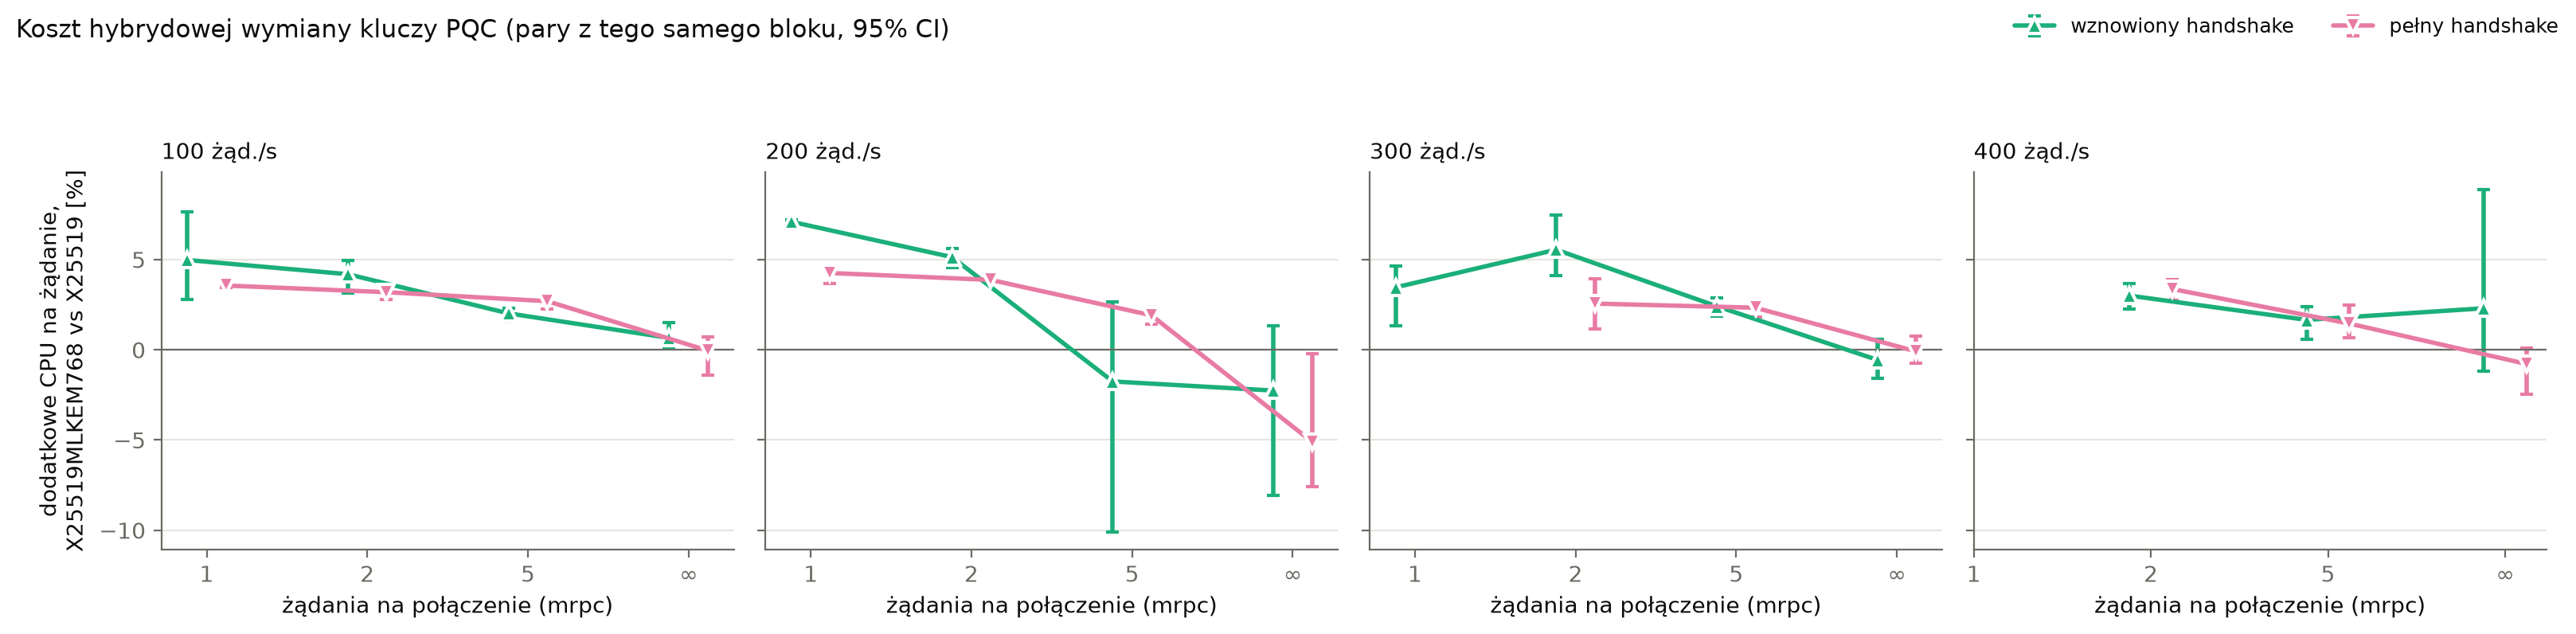 Koszt hybrydowej wymiany kluczy PQC (pary z tego samego bloku, 95% CI)
wznowiony handshake
pełny handshake
100 żąd./s
200 żąd./s
300 żąd./s
400 żąd./s
dodatkowe CPU na żądanie,
X25519MLKEM768 vs X25519 [%]
5
0
−5
−10
1 2 5 ∞
1 2 5 ∞
1 2 5 ∞
1 2 5 ∞
żądania na połączenie (mrpc)
żądania na połączenie (mrpc)
żądania na połączenie (mrpc)
żądania na połączenie (mrpc)